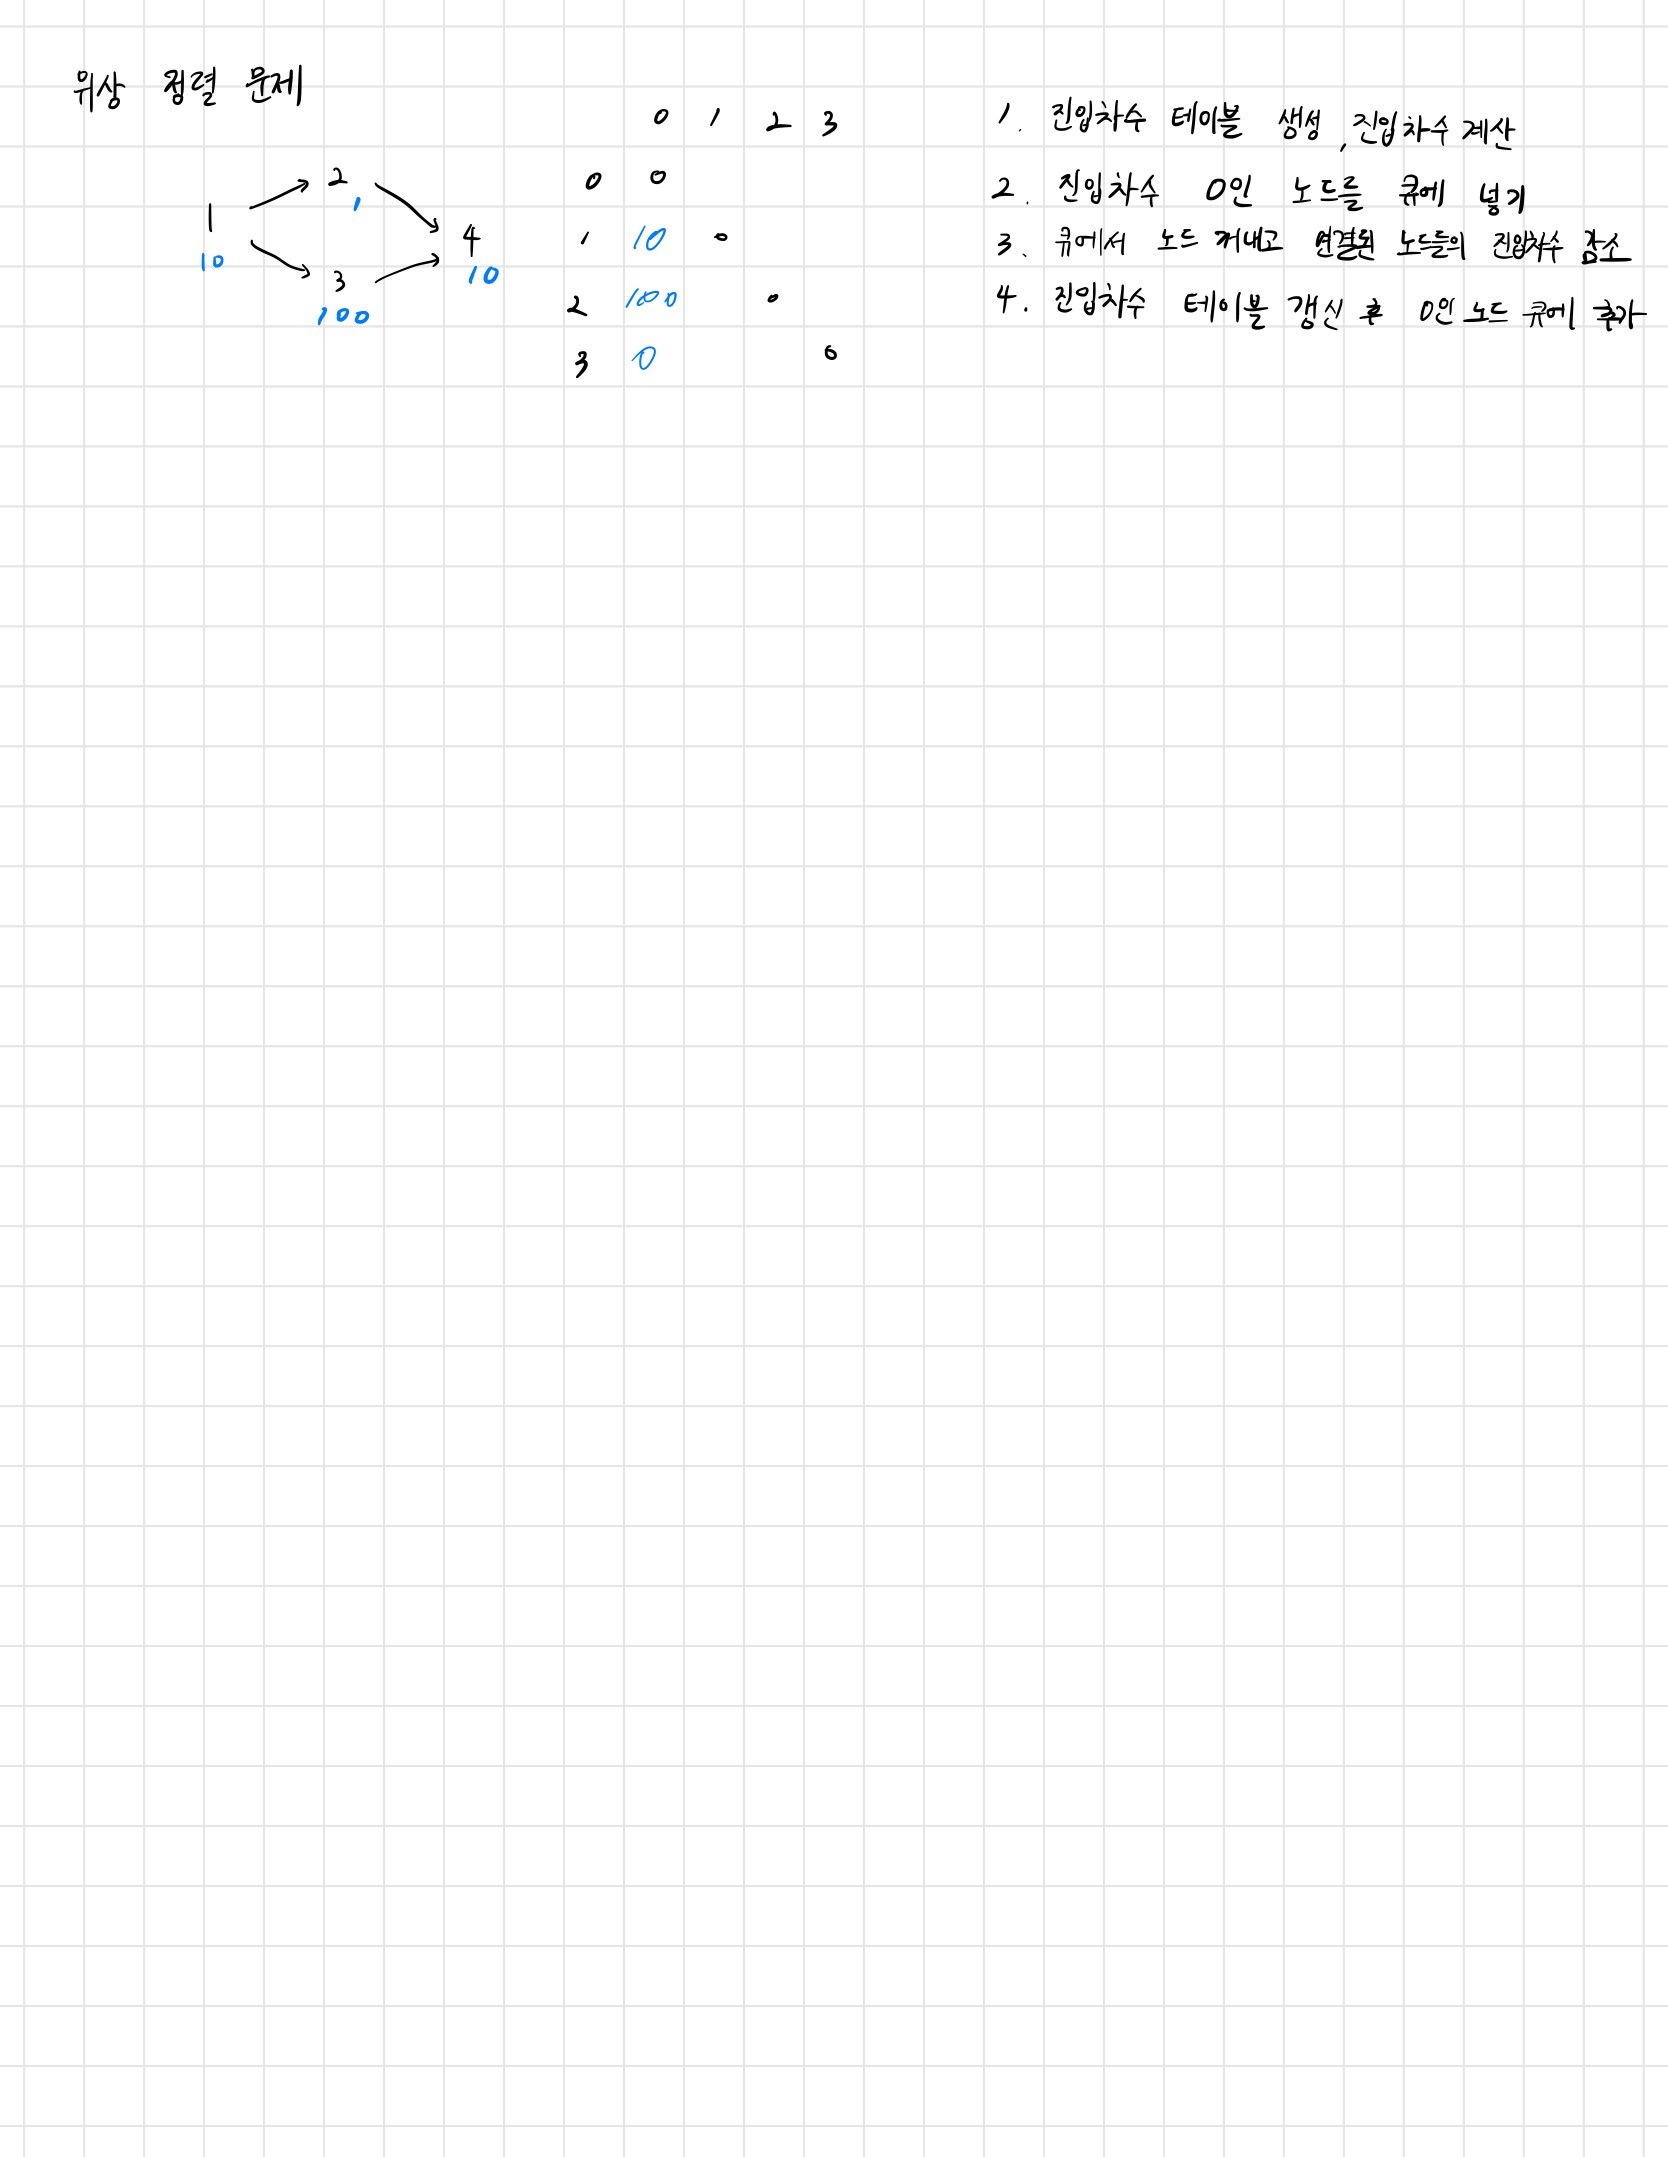 위상 정렬 문제
1 2 3 4
10 1 100 10
0 1 2 3
0 0
1 10 0
2 100 0
3 0 0
1. 진입차수 테이블 생성, 진입차수 계산
2. 진입차수 0인 노드를 큐에 넣기
3. 큐에서 노드 꺼내고 연결된 노드들의 진입차수 감소
4. 진입차수 테이블 갱신 후 0인 노드 큐에 추가